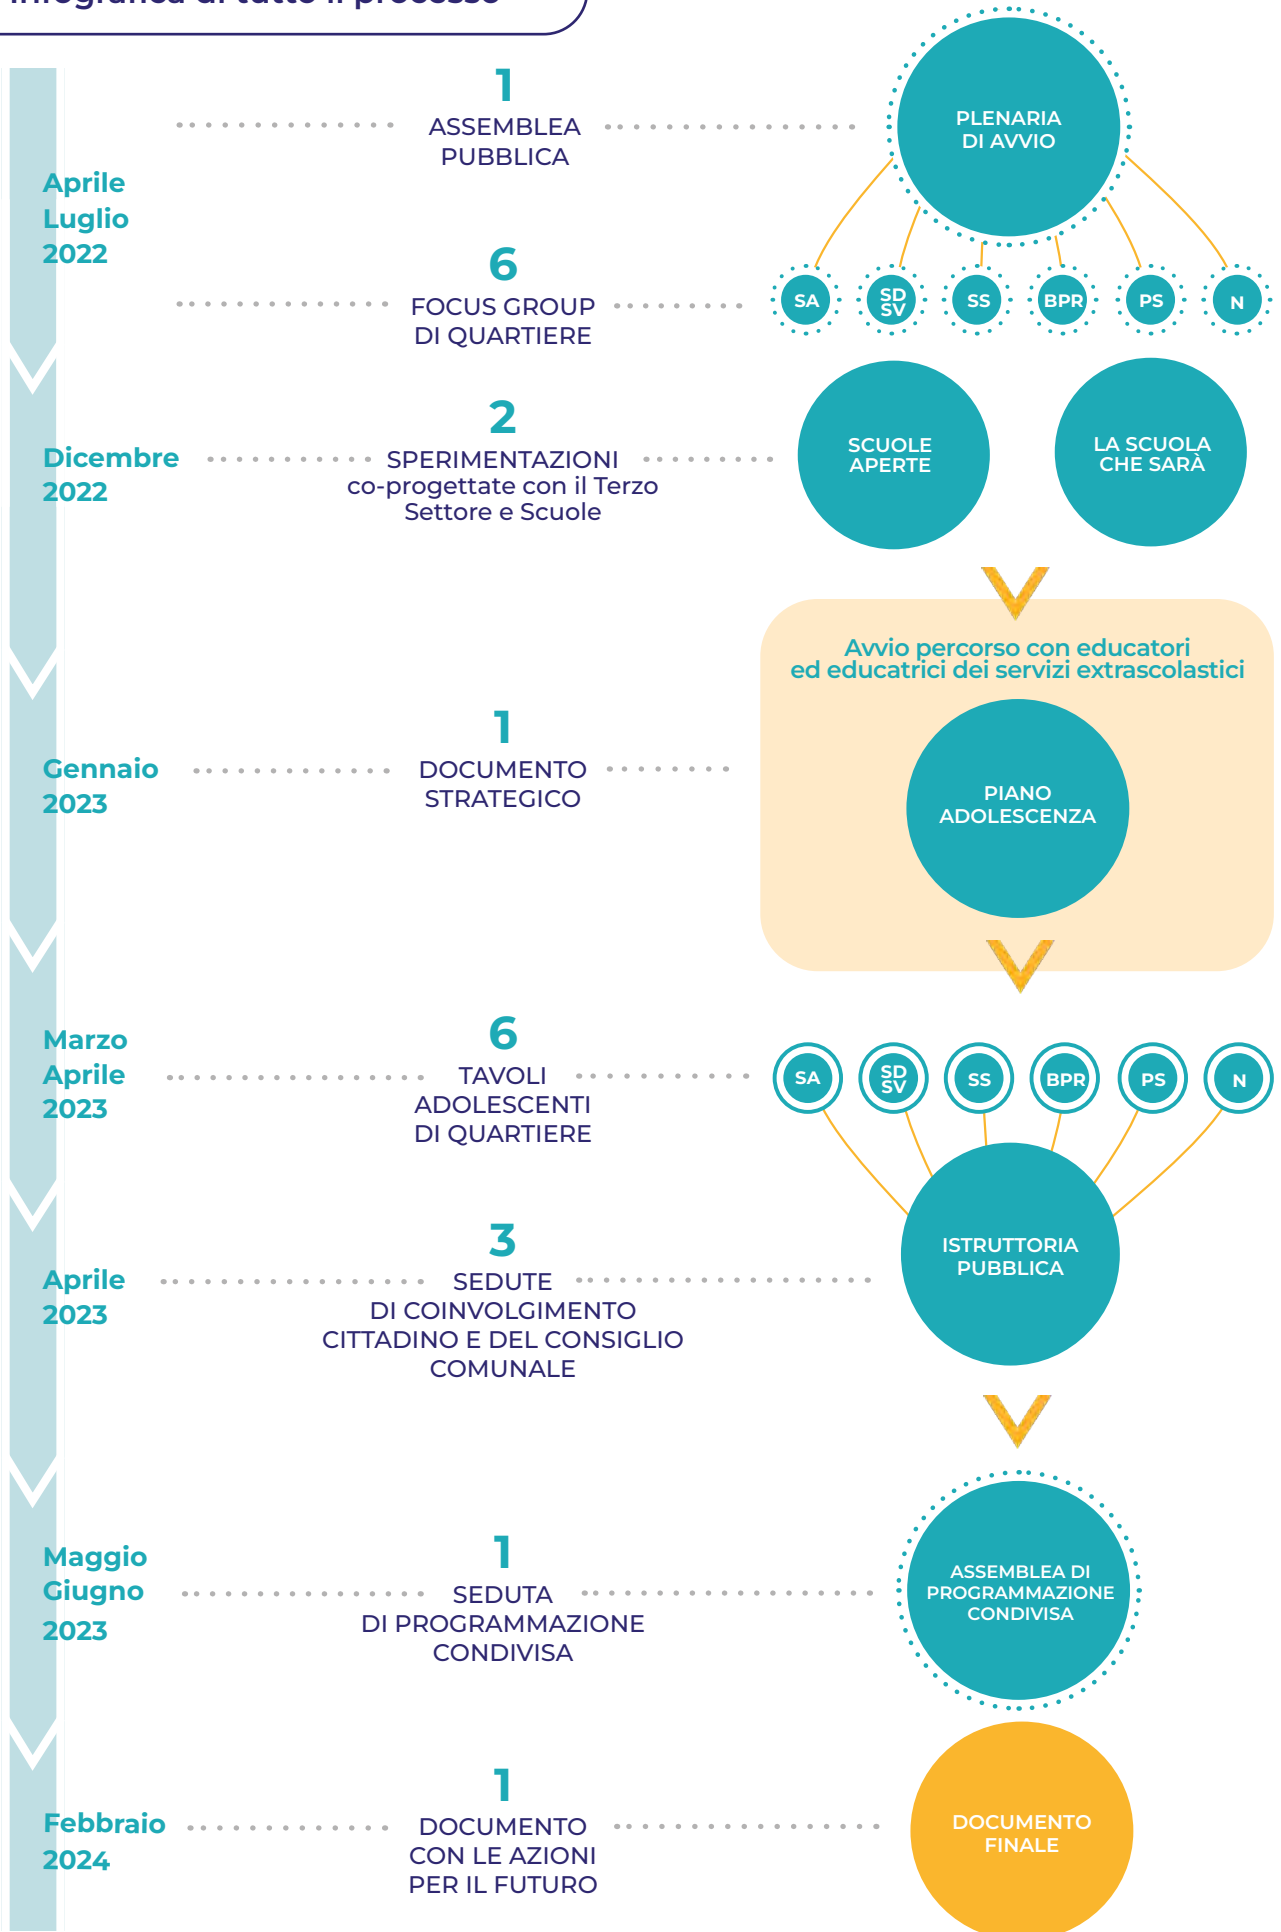 Infografica di tutto il processo
Aprile
Luglio
2022
1
ASSEMBLEA
PUBBLICA
PLENARIA
DI AVVIO
6
FOCUS GROUP
DI QUARTIERE
SA
SD
SV
SS
BPR
PS
N
Dicembre
2022
2
SPERIMENTAZIONI
co-progettate con il Terzo
Settore e Scuole
SCUOLE
APERTE
LA SCUOLA
CHE SARÀ
Avvio percorso con educatori
ed educatrici dei servizi extrascolastici
Gennaio
2023
1
DOCUMENTO
STRATEGICO
PIANO
ADOLESCENZA
Marzo
Aprile
2023
6
TAVOLI
ADOLESCENTI
DI QUARTIERE
SA
SD
SV
SS
BPR
PS
N
Aprile
2023
3
SEDUTE
DI COINVOLGIMENTO
CITTADINO E DEL CONSIGLIO
COMUNALE
ISTRUTTORIA
PUBBLICA
Maggio
Giugno
2023
1
SEDUTA
DI PROGRAMMAZIONE
CONDIVISA
ASSEMBLEA DI
PROGRAMMAZIONE
CONDIVISA
Febbraio
2024
1
DOCUMENTO
CON LE AZIONI
PER IL FUTURO
DOCUMENTO
FINALE